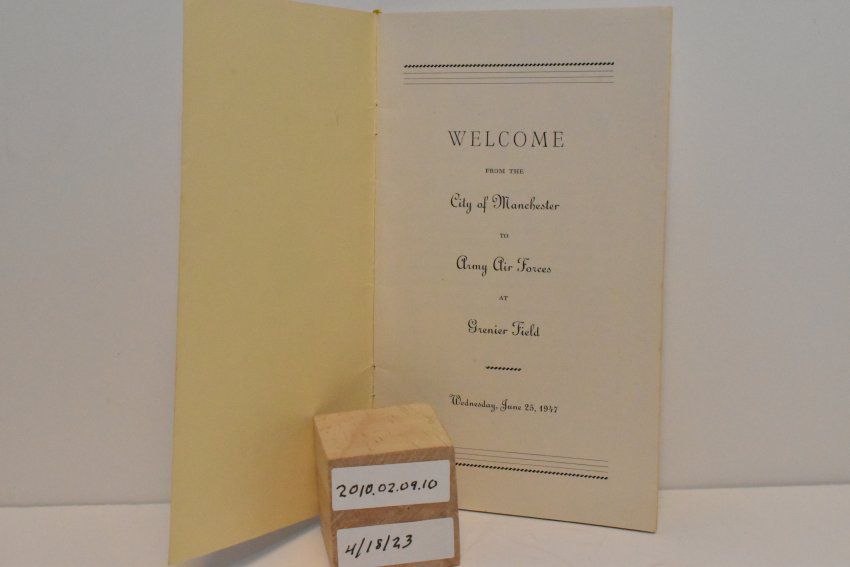 WELCOME
FROM THE
City of Manchester
TO
Army Air Forces
AT
Grenier Field
Wednesday, June 25, 1947
2010.02.09.10
4/18/23